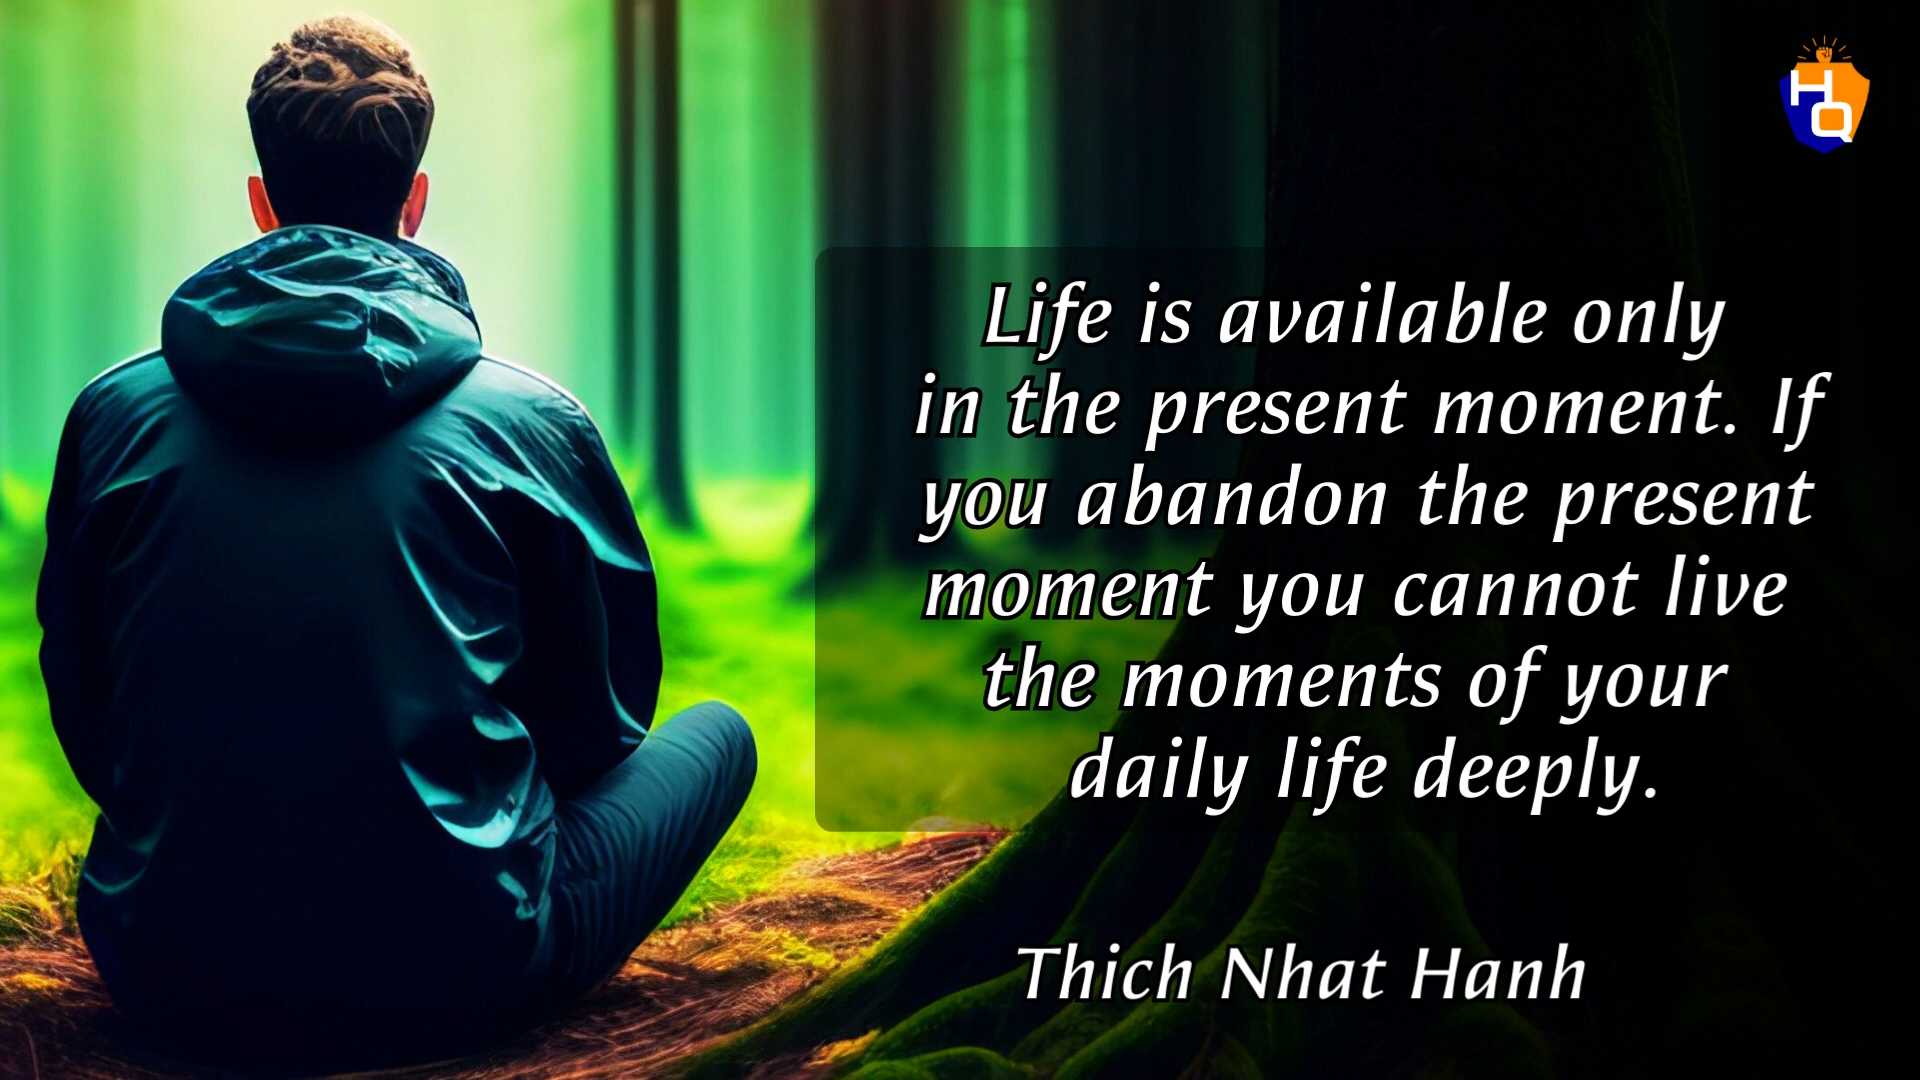 HQ
Life is available only
in the present moment. If
you abandon the present
moment you cannot live
the moments of your
daily life deeply.
Thich Nhat Hanh